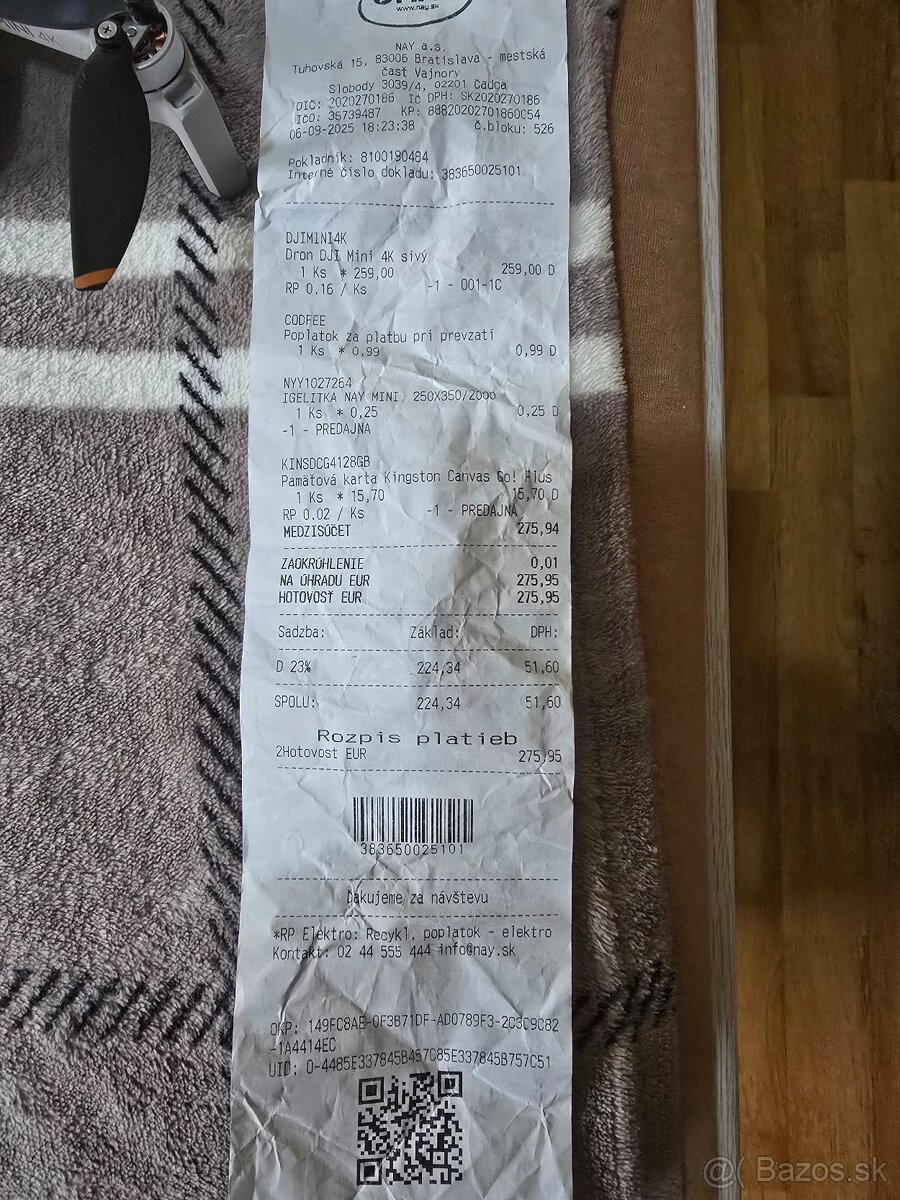 INI 4K
www.nay.sk
NAY a.s.
Tuhovská 15, 83006 Bratislava - mestská
časť Vajnory
Slobody 3039/4, 02201 Čadca
DIČ: 2020270186 IČ DPH: SK2020270186
IČO: 35739487 KP: 88820202701860054
06-09-2025 18:23:38 č.bloku: 526
Pokladník: 8100190484
Interné číslo dokladu: 383650025101
DJIMINI4K
Dron DJI Mini 4K sivý
1 Ks * 259,00 259,00 D
RP 0.16 / Ks -1 - 001-1C
CODFEE
Poplatok za platbu pri prevzatí
1 Ks * 0,99 0,99 D
NYY1027264
IGELITKA NAY MINI, 250X350/2000
1 Ks * 0,25 0,25 D
-1 - PREDAJNA
KINSDCG4128GB
Pamäťová karta Kingston Canvas Go! Plus
1 Ks * 15,70 15,70 D
RP 0.02 / Ks -1 - PREDAJNA
MEDZISÚČET 275,94
ZAOKRÚHLENIE 0,01
NA ÚHRADU EUR 275,95
HOTOVOSŤ EUR 275,95
Sadzba: Základ: DPH:
D 23% 224,34 51,60
SPOLU: 224,34 51,60
Rozpis platieb
2Hotovost EUR 275,95
383650025101
Ďakujeme za návštevu
*RP Elektro: Recykl. poplatok - elektro
Kontakt: 02 44 555 444 info@nay.sk
OKP: 149FC8AE-0F3B71DF-AD0789F3-2C3C9C82
-1A4414EC
UID: O-4485E337845B457C85E337845B757C51
Bazos.sk